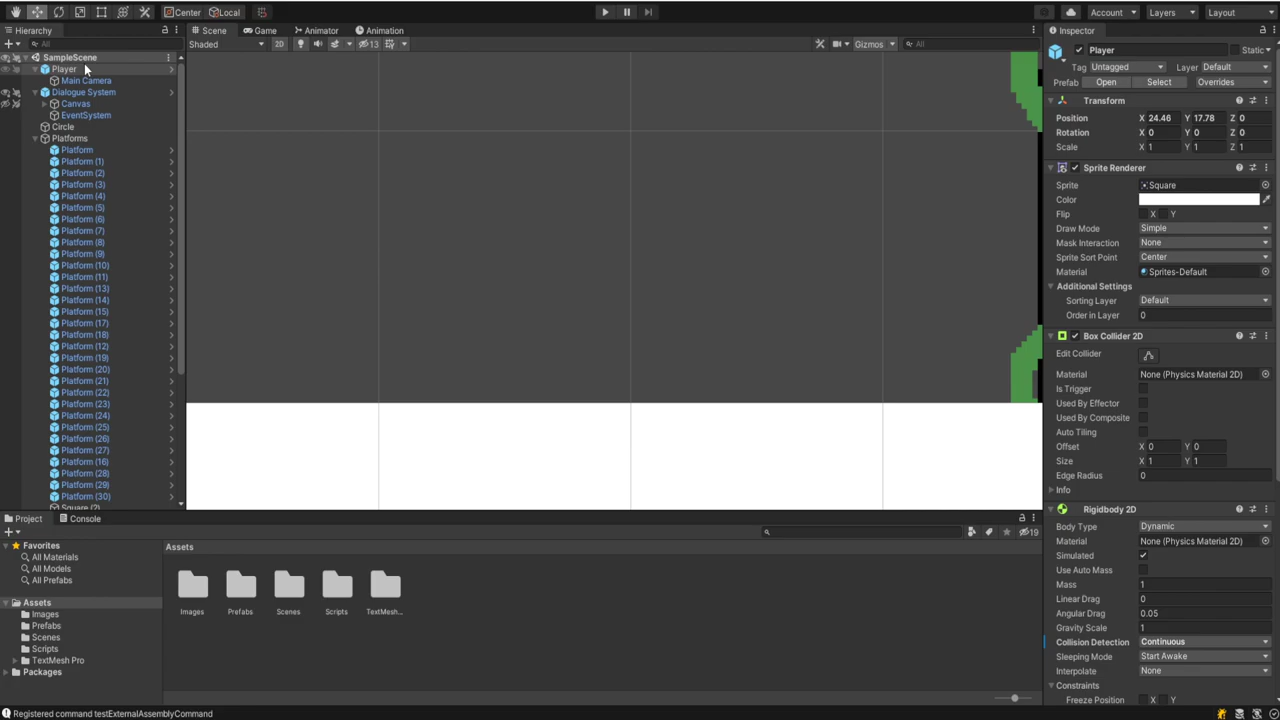 Center Local Account Layers Layout
Hierarchy Scene Game Animator Animation Inspector
All
Shaded 2D 13 Gizmos All
SampleScene
Player
Main Camera
Dialogue System
Canvas
EventSystem
Circle
Platforms
Platform
Platform (1)
Platform (2)
Platform (3)
Platform (4)
Platform (5)
Platform (6)
Platform (7)
Platform (8)
Platform (9)
Platform (10)
Platform (11)
Platform (13)
Platform (14)
Platform (15)
Platform (17)
Platform (18)
Platform (12)
Platform (19)
Platform (20)
Platform (21)
Platform (22)
Platform (23)
Platform (24)
Platform (25)
Platform (26)
Platform (27)
Platform (16)
Platform (28)
Platform (29)
Platform (30)
Square (2)
Player Static
Tag Untagged Layer Default
Prefab Open Select Overrides
Transform
Position X 24.46 Y 17.78 Z 0
Rotation X 0 Y 0 Z 0
Scale X 1 Y 1 Z 1
Sprite Renderer
Sprite Square
Color
Flip X Y
Draw Mode Simple
Mask Interaction None
Sprite Sort Point Center
Material Sprites-Default
Additional Settings
Sorting Layer Default
Order in Layer 0
Box Collider 2D
Edit Collider
Material None (Physics Material 2D)
Is Trigger
Used By Effector
Used By Composite
Auto Tiling
Offset X 0 Y 0
Size X 1 Y 1
Edge Radius 0
Info
Rigidbody 2D
Body Type Dynamic
Material None (Physics Material 2D)
Simulated
Use Auto Mass
Mass 1
Linear Drag 0
Angular Drag 0.05
Gravity Scale 1
Collision Detection Continuous
Sleeping Mode Start Awake
Interpolate None
Constraints
Freeze Position X Y
Project Console
19
Favorites
All Materials
All Models
All Prefabs
Assets
Images
Prefabs
Scenes
Scripts
TextMesh Pro
Packages
Assets
Images Prefabs Scenes Scripts TextMesh...
Registered command testExternalAssemblyCommand